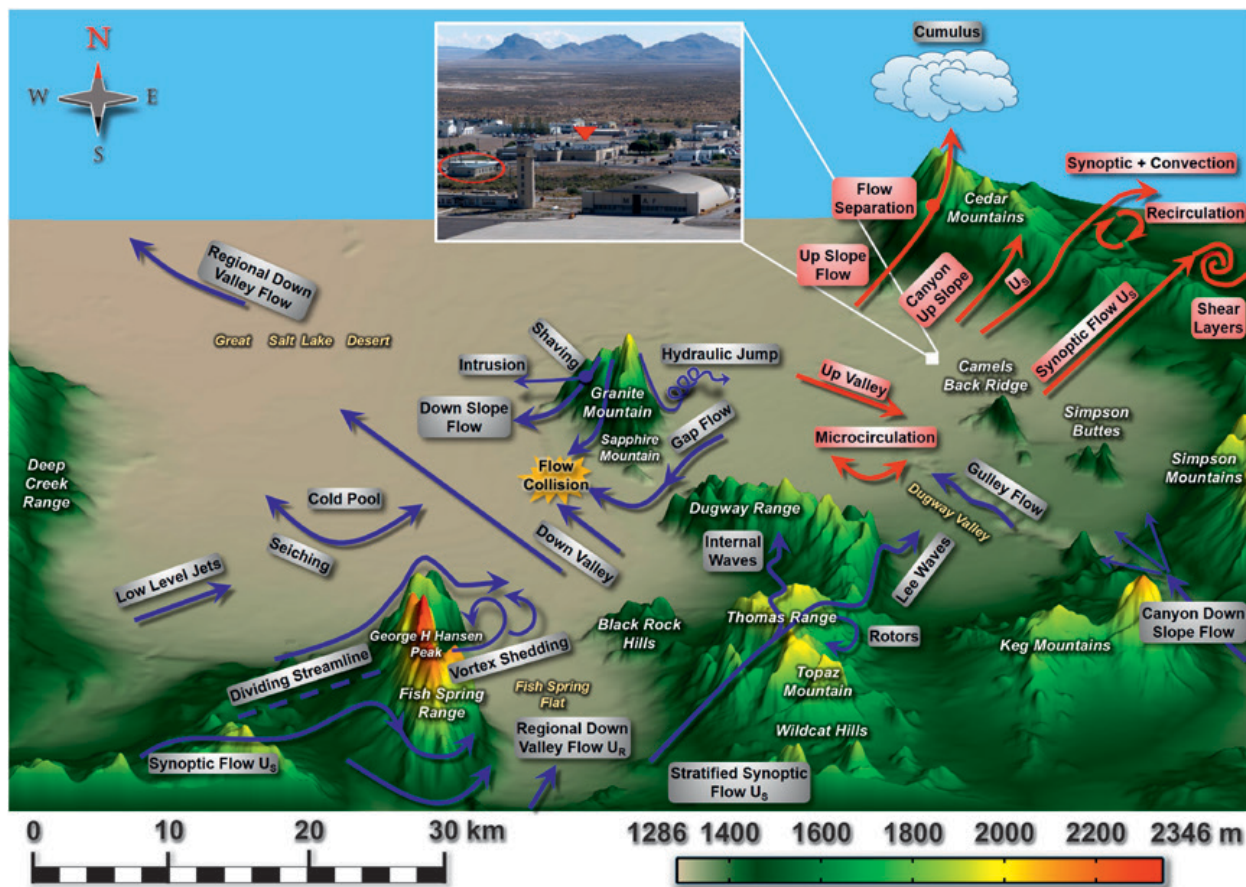 N
W
E
S
Cumulus
Synoptic + Convection
Flow
Separation
Cedar
Mountains
Recirculation
Regional Down
Valley Flow
Up Slope
Flow
Canyon
Up Slope
U_S
Synoptic Flow U_S
Shear
Layers
Great Salt Lake Desert
Shaving
Intrusion
Hydraulic Jump
Granite
Mountain
Down Slope
Flow
Up Valley
Camels
Back Ridge
Sapphire
Mountain
Gap Flow
Microcirculation
Simpson
Buttes
Simpson
Mountains
Deep
Creek
Range
Flow
Collision
Cold Pool
Seiching
Dugway Range
Gulley Flow
Dugway Valley
Down Valley
Internal
Waves
Lee Waves
Low Level Jets
George H Hansen
Peak
Black Rock
Hills
Thomas Range
Rotors
Keg Mountains
Canyon Down
Slope Flow
Dividing Streamline
Vortex Shedding
Fish Spring
Range
Fish Spring
Flat
Topaz
Mountain
Wildcat Hills
Regional Down
Valley Flow U_R
Synoptic Flow U_S
Stratified Synoptic
Flow U_S
0 10 20 30 km
1286 1400 1600 1800 2000 2200 2346 m